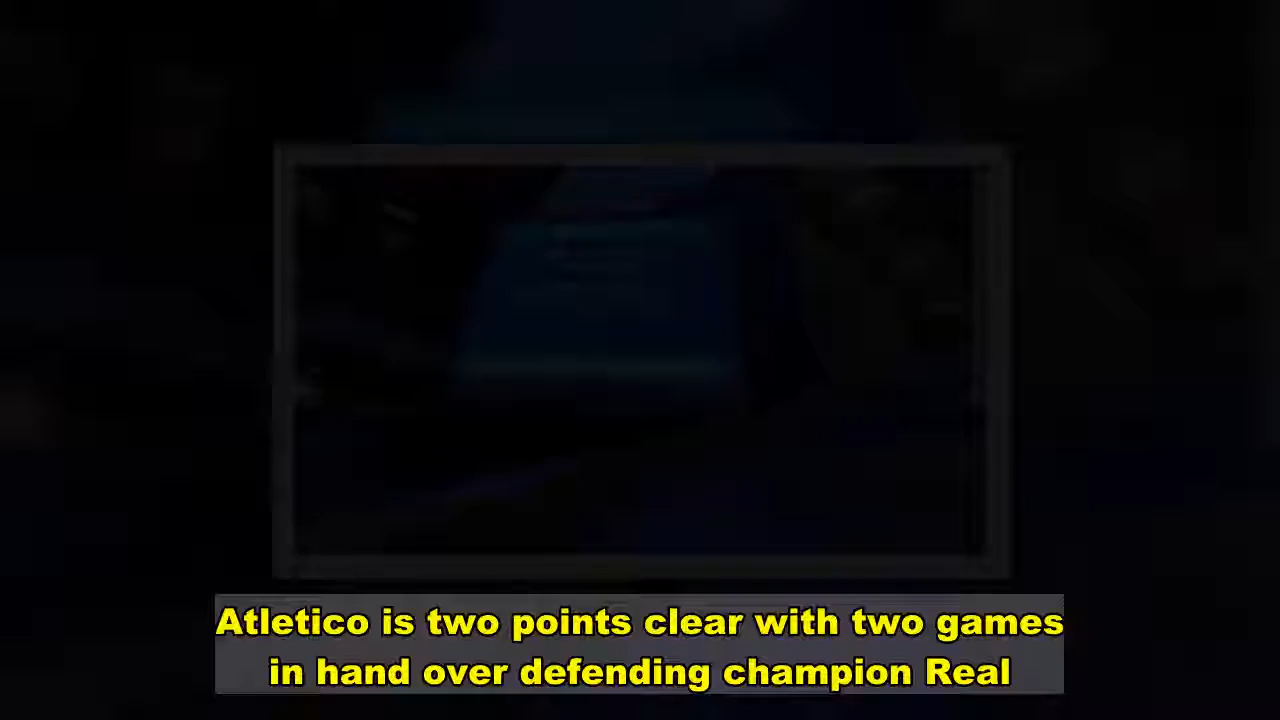 Atletico is two points clear with two games
in hand over defending champion Real